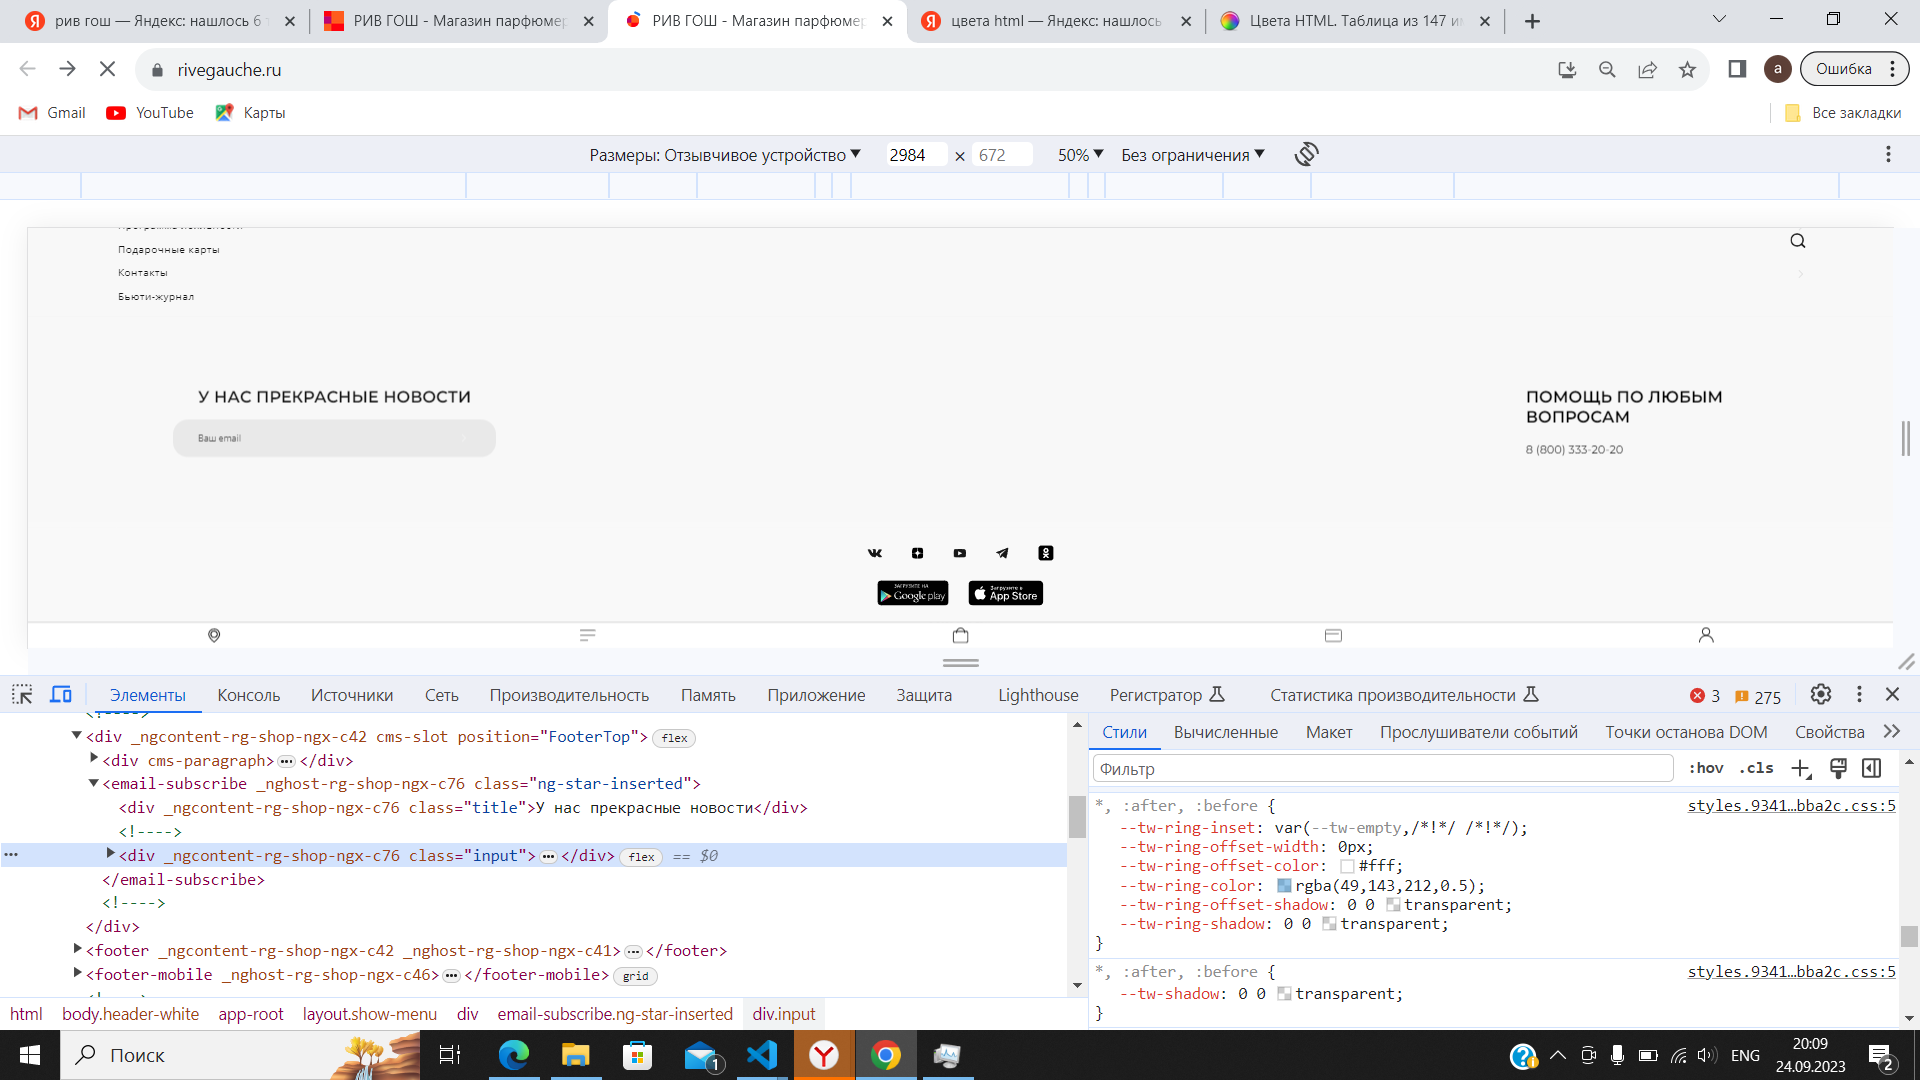 рив гош — Яндекс: нашлось 6
РИВ ГОШ - Магазин парфюмер
РИВ ГОШ - Магазин парфюмер
цвета html — Яндекс: нашлось
Цвета HTML. Таблица из 147
rivegauche.ru
a
Ошибка
Gmail
YouTube
Карты
Все закладки
Размеры: Отзывчивое устройство
2984 × 672
50%
Без ограничения
Подарочные карты
Контакты
Бьюти-журнал
У НАС ПРЕКРАСНЫЕ НОВОСТИ
Ваш email
ПОМОЩЬ ПО ЛЮБЫМ
ВОПРОСАМ
8 (800) 333-20-20
ЗАГРУЗИТЕ НА
Google play
Загрузите в
App Store
Элементы
Консоль
Источники
Сеть
Производительность
Память
Приложение
Защита
Lighthouse
Регистратор
Статистика производительности
3
275
<div _ngcontent-rg-shop-ngx-c42 cms-slot position="FooterTop"> flex
<div cms-paragraph>…</div>
<email-subscribe _nghost-rg-shop-ngx-c76 class="ng-star-inserted">
<div _ngcontent-rg-shop-ngx-c76 class="title">У нас прекрасные новости</div>
<!---->
… <div _ngcontent-rg-shop-ngx-c76 class="input">…</div> flex == $0
</email-subscribe>
<!---->
</div>
<footer _ngcontent-rg-shop-ngx-c42 _nghost-rg-shop-ngx-c41>…</footer>
<footer-mobile _nghost-rg-shop-ngx-c46>…</footer-mobile> grid
html body.header-white app-root layout.show-menu div email-subscribe.ng-star-inserted div.input
Стили
Вычисленные
Макет
Прослушиватели событий
Точки останова DOM
Свойства
Фильтр
:hov .cls
*, :after, :before { styles.9341…bba2c.css:5
--tw-ring-inset: var(--tw-empty,/*!*/ /*!*/);
--tw-ring-offset-width: 0px;
--tw-ring-offset-color: #fff;
--tw-ring-color: rgba(49,143,212,0.5);
--tw-ring-offset-shadow: 0 0 transparent;
--tw-ring-shadow: 0 0 transparent;
}
*, :after, :before { styles.9341…bba2c.css:5
--tw-shadow: 0 0 transparent;
}
Поиск
1
ENG
20:09
24.09.2023
2